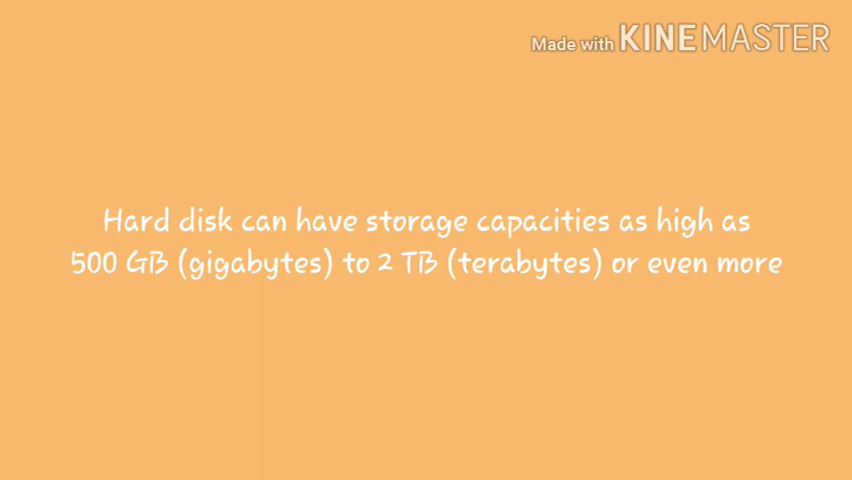 Made with KINEMASTER
Hard disk can have storage capacities as high as
500 GB (gigabytes) to 2 TB (terabytes) or even more